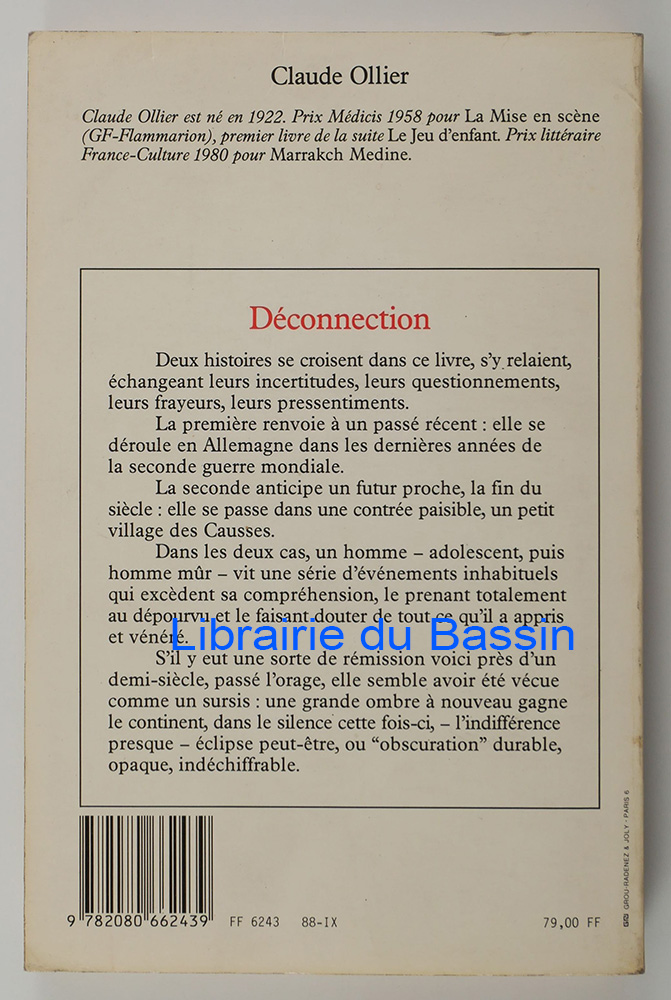 Claude Ollier
Claude Ollier est né en 1922. Prix Médicis 1958 pour La Mise en scène
(GF-Flammarion), premier livre de la suite Le Jeu d'enfant. Prix littéraire
France-Culture 1980 pour Marrakch Medine.
Déconnection
Deux histoires se croisent dans ce livre, s'y relaient,
échangeant leurs incertitudes, leurs questionnements,
leurs frayeurs, leurs pressentiments.
La première renvoie à un passé récent : elle se
déroule en Allemagne dans les dernières années de
la seconde guerre mondiale.
La seconde anticipe un futur proche, la fin du
siècle : elle se passe dans une contrée paisible, un petit
village des Causses.
Dans les deux cas, un homme – adolescent, puis
homme mûr – vit une série d'événements inhabituels
qui excèdent sa compréhension, le prenant totalement
au dépourvu et le faisant douter de tout ce qu'il a appris
et vénéré.
Librairie du Bassin
S'il y eut une sorte de rémission voici près d'un
demi-siècle, passé l'orage, elle semble avoir été vécue
comme un sursis : une grande ombre à nouveau gagne
le continent, dans le silence cette fois-ci, – l'indifférence
presque – éclipse peut-être, ou “obscuration” durable,
opaque, indéchiffrable.
9 782080 662439
FF 6243 88-IX
79,00 FF
GROU-RADENEZ & JOLY - PARIS 6